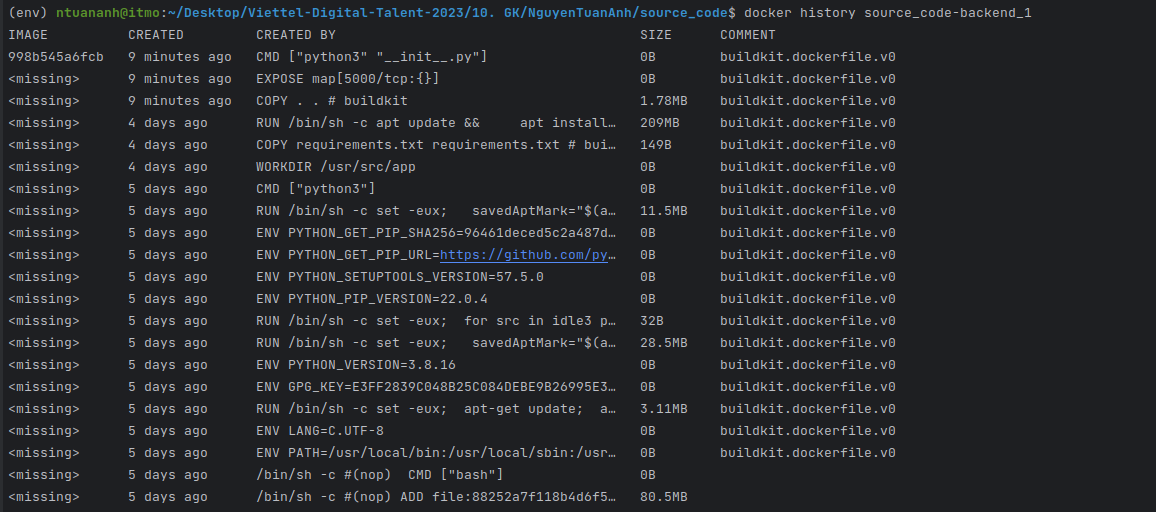 (env) ntuananh@itmo:~/Desktop/Viettel-Digital-Talent-2023/10. GK/NguyenTuanAnh/source_code$ docker history source_code-backend_1
IMAGE CREATED CREATED BY SIZE COMMENT
998b545a6fcb 9 minutes ago CMD ["python3" "__init__.py"] 0B buildkit.dockerfile.v0
<missing> 9 minutes ago EXPOSE map[5000/tcp:{}] 0B buildkit.dockerfile.v0
<missing> 9 minutes ago COPY . . # buildkit 1.78MB buildkit.dockerfile.v0
<missing> 4 days ago RUN /bin/sh -c apt update && apt install… 209MB buildkit.dockerfile.v0
<missing> 4 days ago COPY requirements.txt requirements.txt # bui… 149B buildkit.dockerfile.v0
<missing> 4 days ago WORKDIR /usr/src/app 0B buildkit.dockerfile.v0
<missing> 5 days ago CMD ["python3"] 0B buildkit.dockerfile.v0
<missing> 5 days ago RUN /bin/sh -c set -eux; savedAptMark="$(a… 11.5MB buildkit.dockerfile.v0
<missing> 5 days ago ENV PYTHON_GET_PIP_SHA256=96461deced5c2a487d… 0B buildkit.dockerfile.v0
<missing> 5 days ago ENV PYTHON_GET_PIP_URL=https://github.com/py… 0B buildkit.dockerfile.v0
<missing> 5 days ago ENV PYTHON_SETUPTOOLS_VERSION=57.5.0 0B buildkit.dockerfile.v0
<missing> 5 days ago ENV PYTHON_PIP_VERSION=22.0.4 0B buildkit.dockerfile.v0
<missing> 5 days ago RUN /bin/sh -c set -eux; for src in idle3 p… 32B buildkit.dockerfile.v0
<missing> 5 days ago RUN /bin/sh -c set -eux; savedAptMark="$(a… 28.5MB buildkit.dockerfile.v0
<missing> 5 days ago ENV PYTHON_VERSION=3.8.16 0B buildkit.dockerfile.v0
<missing> 5 days ago ENV GPG_KEY=E3FF2839C048B25C084DEBE9B26995E3… 0B buildkit.dockerfile.v0
<missing> 5 days ago RUN /bin/sh -c set -eux; apt-get update; a… 3.11MB buildkit.dockerfile.v0
<missing> 5 days ago ENV LANG=C.UTF-8 0B buildkit.dockerfile.v0
<missing> 5 days ago ENV PATH=/usr/local/bin:/usr/local/sbin:/usr… 0B buildkit.dockerfile.v0
<missing> 5 days ago /bin/sh -c #(nop) CMD ["bash"] 0B
<missing> 5 days ago /bin/sh -c #(nop) ADD file:88252a7f118b4d6f5… 80.5MB